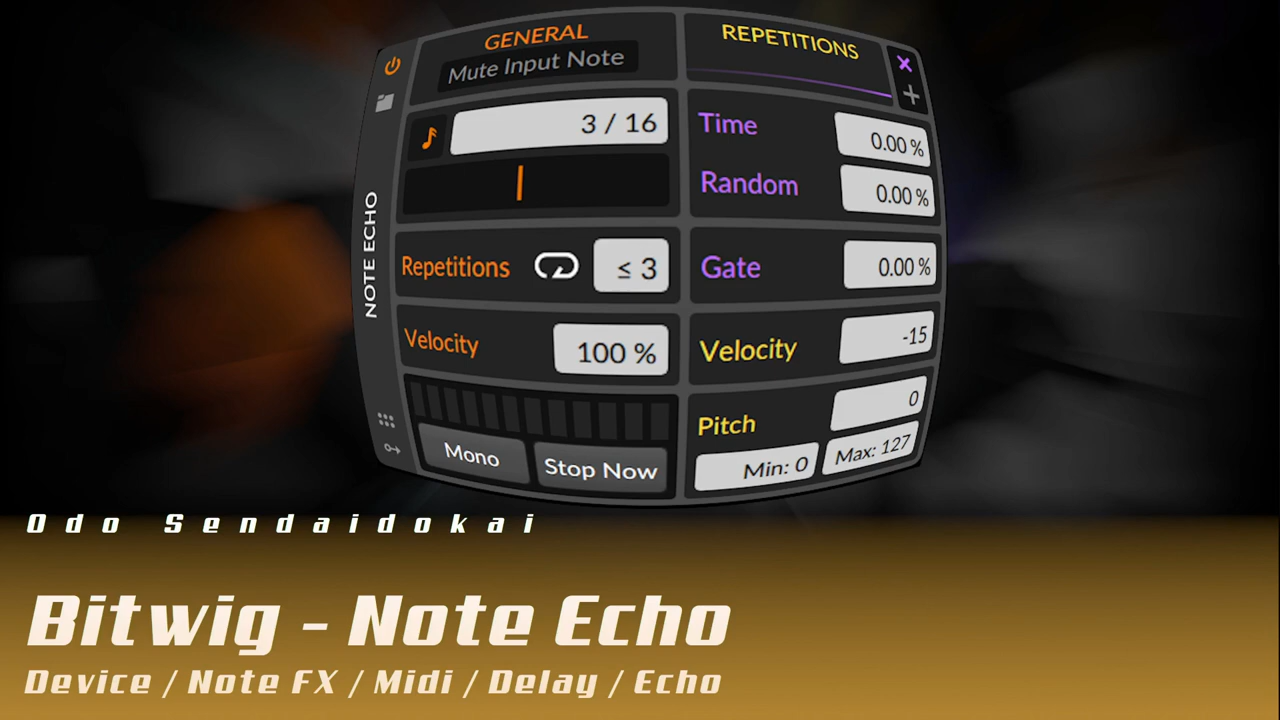 GENERAL
Mute Input Note
3 / 16
NOTE ECHO
Repetitions ≤ 3
Velocity 100 %
Mono Stop Now
REPETITIONS
Time 0.00 %
Random 0.00 %
Gate 0.00 %
Velocity -15
Pitch 0
Min: 0 Max: 127
Odo Sendaidokai
Bitwig - Note Echo
Device / Note FX / Midi / Delay / Echo